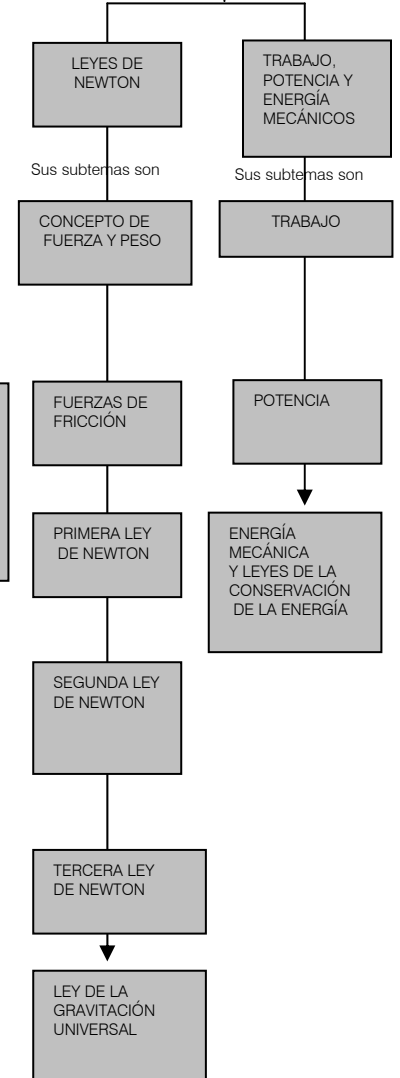 LEYES DE
NEWTON
Sus subtemas son
CONCEPTO DE
FUERZA Y PESO
FUERZAS DE
FRICCIÓN
PRIMERA LEY
DE NEWTON
SEGUNDA LEY
DE NEWTON
TERCERA LEY
DE NEWTON
LEY DE LA
GRAVITACIÓN
UNIVERSAL
TRABAJO,
POTENCIA Y
ENERGÍA
MECÁNICOS
Sus subtemas son
TRABAJO
POTENCIA
ENERGÍA
MECÁNICA
Y LEYES DE LA
CONSERVACIÓN
DE LA ENERGÍA